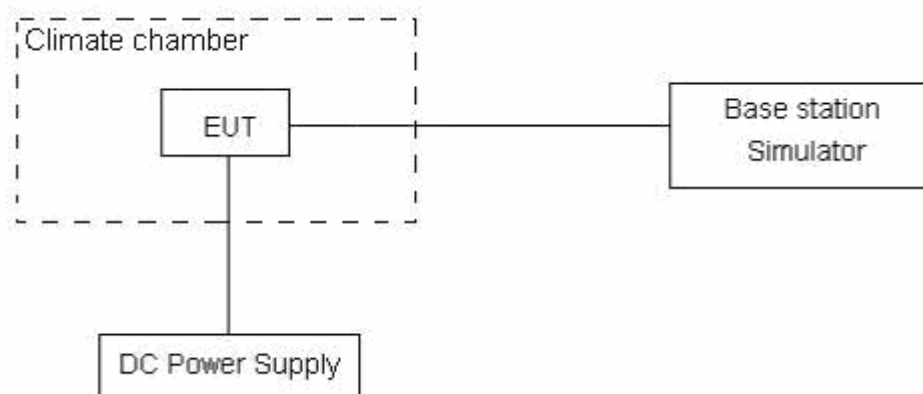 Climate chamber
EUT
Base station
Simulator
DC Power Supply